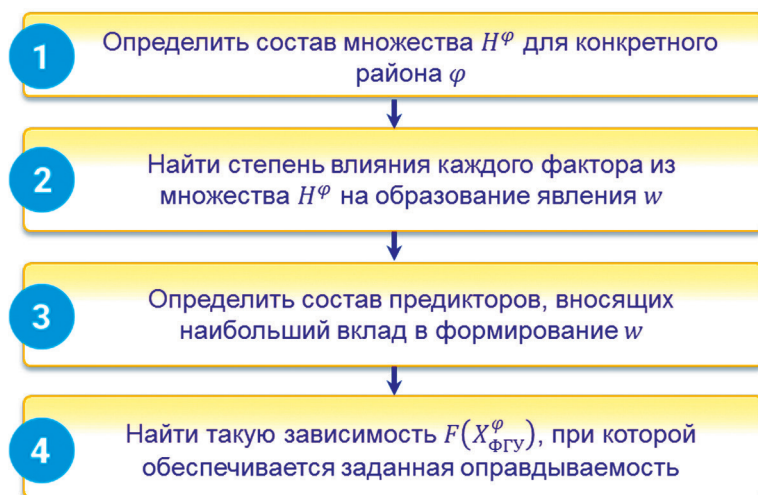 1
Определить состав множества H^φ для конкретного
района φ
2
Найти степень влияния каждого фактора из
множества H^φ на образование явления w
3
Определить состав предикторов, вносящих
наибольший вклад в формирование w
4
Найти такую зависимость F(X^φ_ФГУ), при которой
обеспечивается заданная оправдываемость